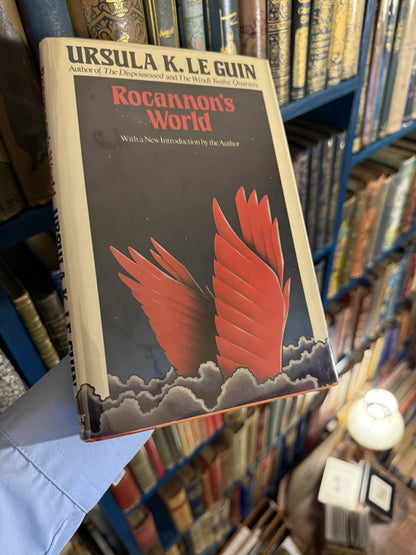 URSULA K. LE GUIN
Author of The Dispossessed and The Wind's Twelve Quarters
Rocannon's
World
With a New Introduction by the Author